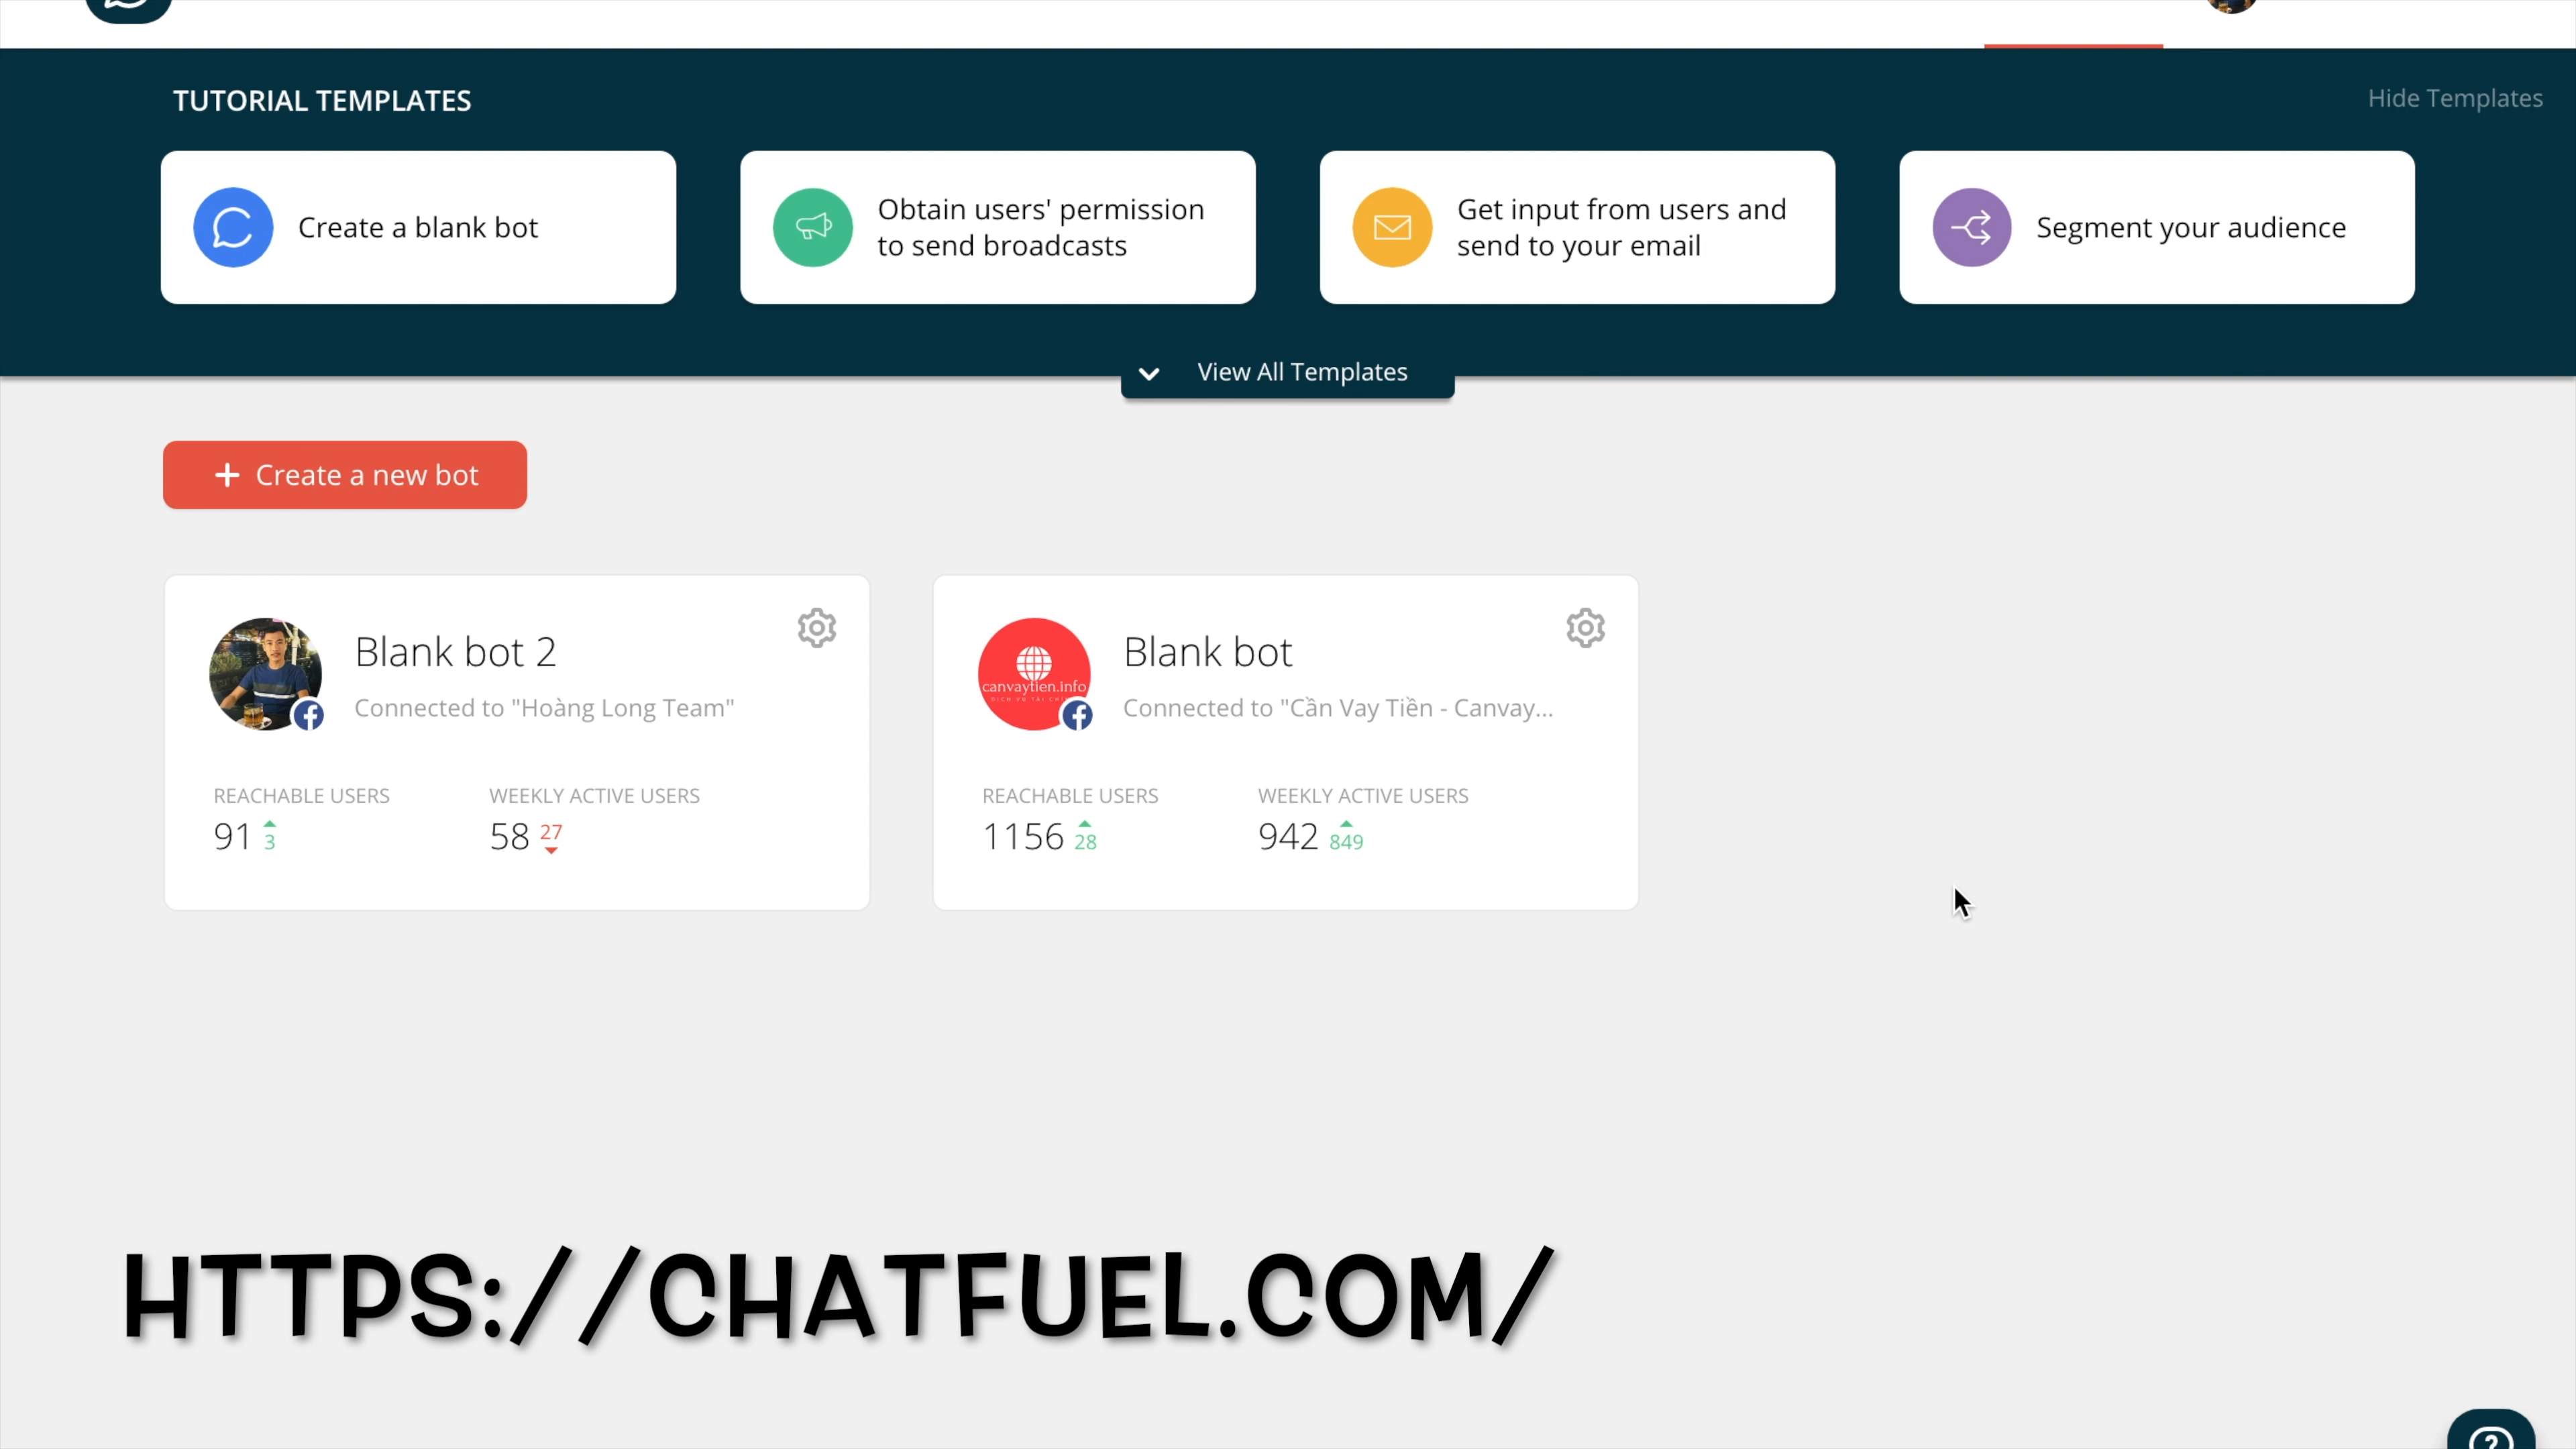 TUTORIAL TEMPLATES
Hide Templates
Create a blank bot
Obtain users' permission
to send broadcasts
Get input from users and
send to your email
Segment your audience
View All Templates
+ Create a new bot
Blank bot 2
Connected to "Hoàng Long Team"
REACHABLE USERS
91 3
WEEKLY ACTIVE USERS
58 27
canvaytien.info
Blank bot
Connected to "Cần Vay Tiền - Canvay...
REACHABLE USERS
1156 28
WEEKLY ACTIVE USERS
942 849
HTTPS://CHATFUEL.COM/
?